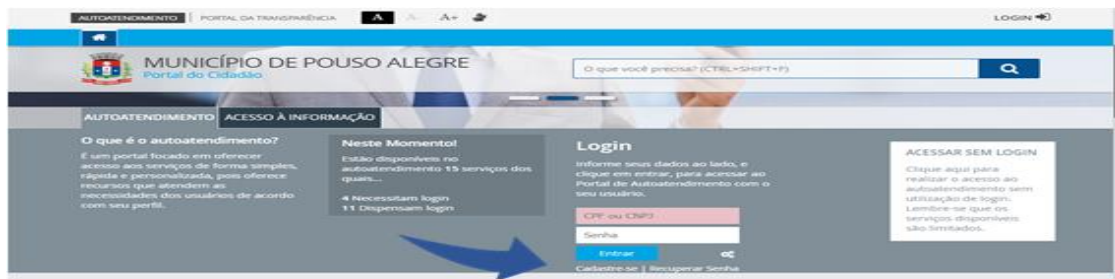 AUTOATENDIMENTO | PORTAL DA TRANSPARÊNCIA A A- A+
LOGIN
MUNICÍPIO DE POUSO ALEGRE
Portal do Cidadão
O que você precisa? (CTRL+SHIFT+F)
AUTOATENDIMENTO ACESSO À INFORMAÇÃO
O que é o autoatendimento?
É um portal focado em oferecer
acesso aos serviços de forma simples,
rápida e personalizada, pois oferece
recursos que atendem as
necessidades dos usuários de acordo
com seu perfil.
Neste Momento!
Estão disponíveis no
autoatendimento 15 serviços dos
quais...
4 Necessitam login
11 Dispensam login
Login
Informe seus dados ao lado, e
clique em entrar, para acessar ao
Portal de Autoatendimento com o
seu usuário.
CPF ou CNPJ
Senha
Entrar
Cadastre-se | Recuperar Senha
ACESSAR SEM LOGIN
Clique aqui para
realizar o acesso ao
autoatendimento sem
utilização de login.
Lembre-se que os
serviços disponíveis
são limitados.